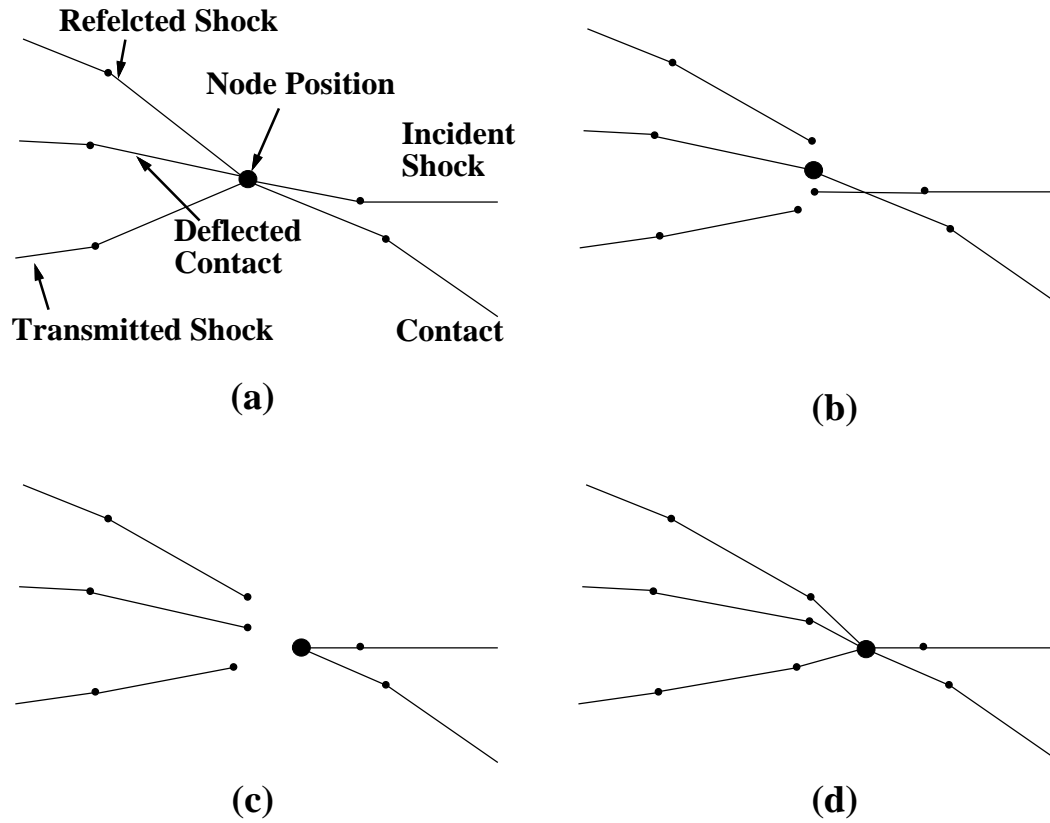 Refelcted Shock
Node Position
Incident
Shock
Deflected
Contact
Transmitted Shock
Contact
(a)
(b)
(c)
(d)